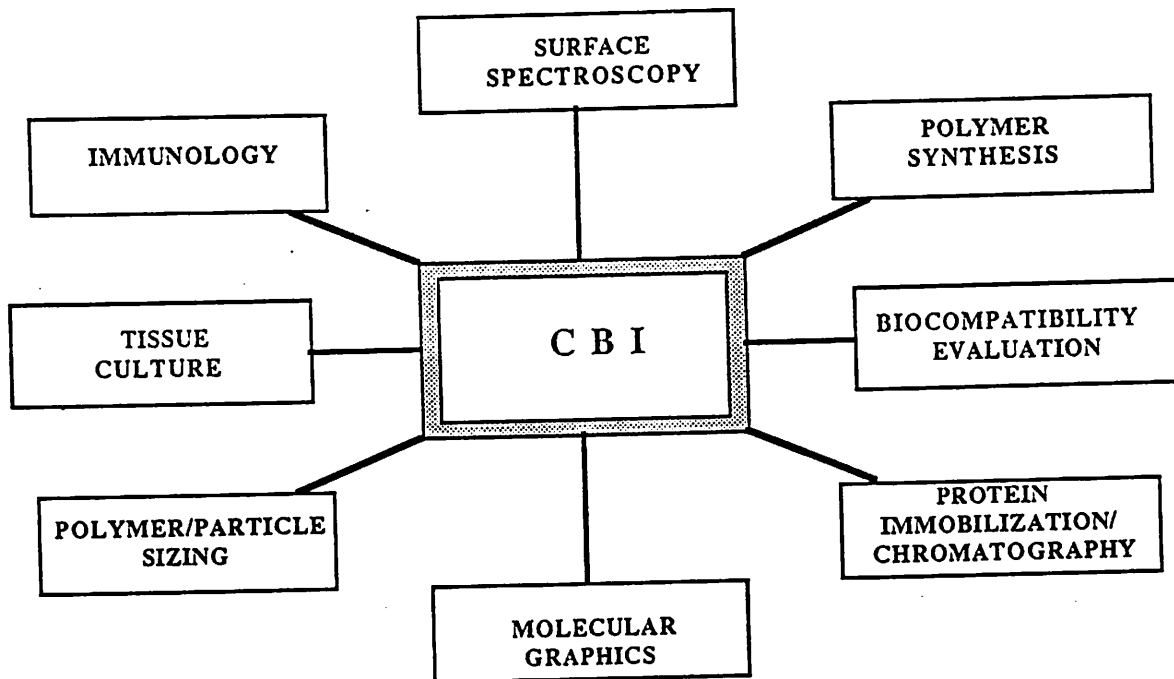 SURFACE
SPECTROSCOPY
IMMUNOLOGY
POLYMER
SYNTHESIS
TISSUE
CULTURE
C B I
BIOCOMPATIBILITY
EVALUATION
POLYMER/PARTICLE
SIZING
PROTEIN
IMMOBILIZATION/
CHROMATOGRAPHY
MOLECULAR
GRAPHICS